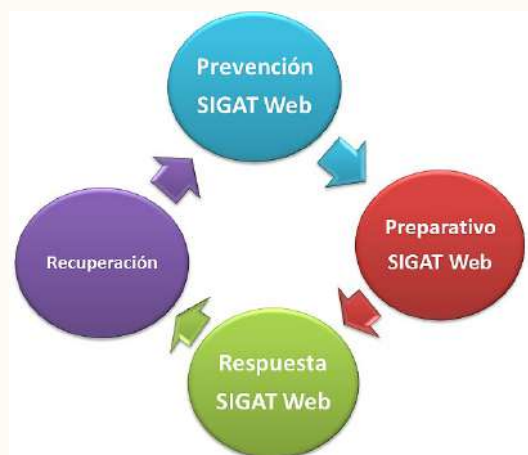 Prevención
SIGAT Web
Preparativo
SIGAT Web
Respuesta
SIGAT Web
Recuperación